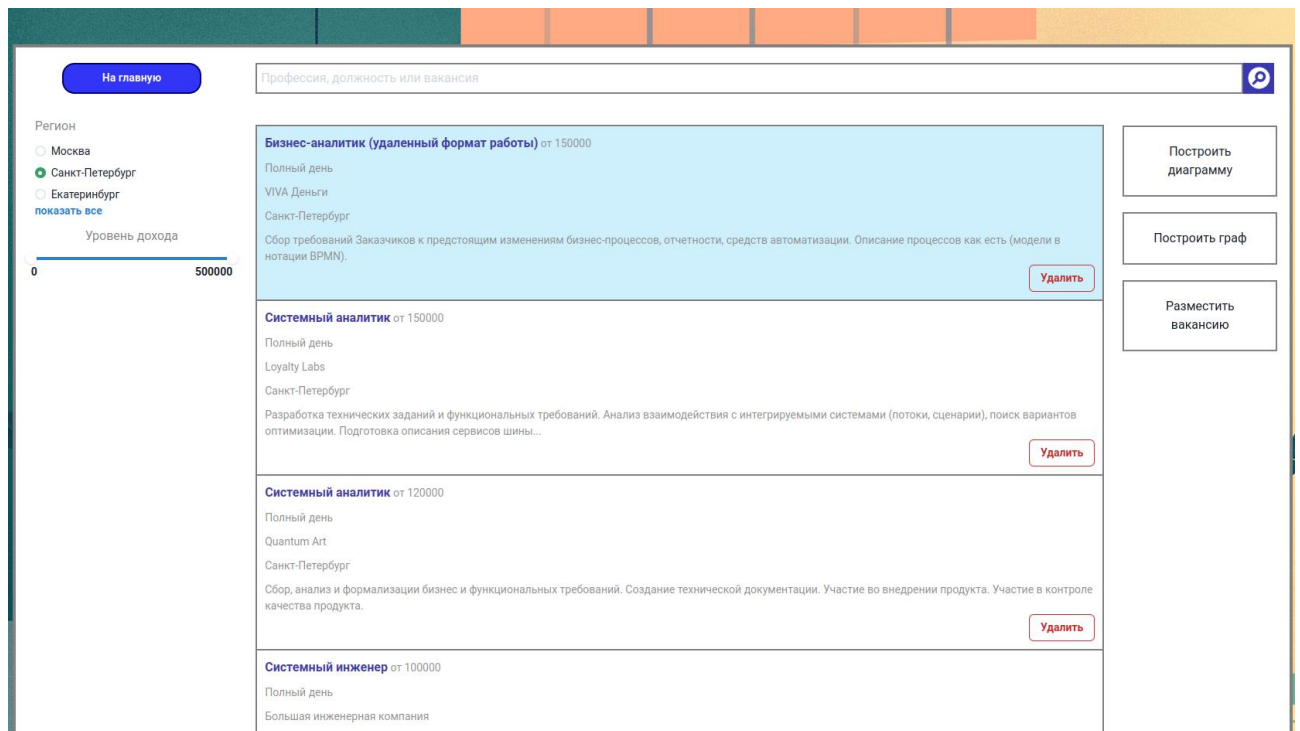 На главную
Профессия, должность или вакансия
Регион
Москва
Санкт-Петербург
Екатеринбург
показать все
Уровень дохода
0 500000
Бизнес-аналитик (удаленный формат работы) от 150000
Полный день
VIVA Деньги
Санкт-Петербург
Сбор требований Заказчиков к предстоящим изменениям бизнес-процессов, отчетности, средств автоматизации. Описание процессов как есть (модели в
нотации BPMN).
Удалить
Системный аналитик от 150000
Полный день
Loyalty Labs
Санкт-Петербург
Разработка технических заданий и функциональных требований. Анализ взаимодействия с интегрируемыми системами (потоки, сценарии), поиск вариантов
оптимизации. Подготовка описания сервисов шины...
Удалить
Системный аналитик от 120000
Полный день
Quantum Art
Санкт-Петербург
Сбор, анализ и формализации бизнес и функциональных требований. Создание технической документации. Участие во внедрении продукта. Участие в контроле
качества продукта.
Удалить
Системный инженер от 100000
Полный день
Большая инженерная компания
Построить
диаграмму
Построить граф
Разместить
вакансию